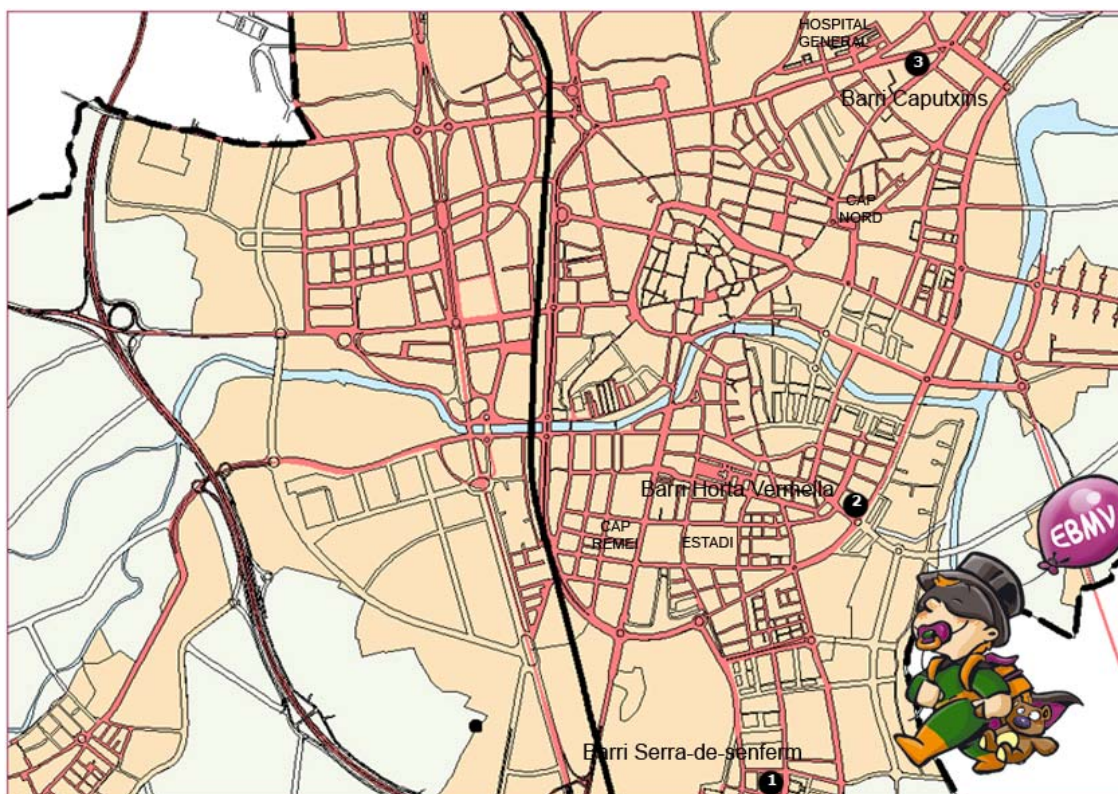 HOSPITAL
GENERAL
3
Barri Caputxins
CAP
NORD
Barri Horta Vermella
2
EBMV
CAP
REMEI
ESTADI
Barri Serra-de-senferm
1